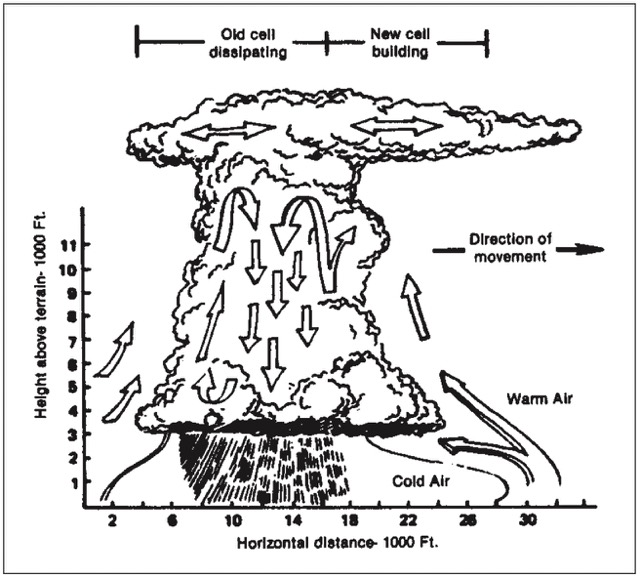 Old cell
dissipating
New cell
building
Direction of
movement
Warm Air
Cold Air
Height above terrain- 1000 Ft.
11
10
9
8
7
6
5
4
3
2
1
2 6 10 14 18 22 26 30
Horizontal distance- 1000 Ft.